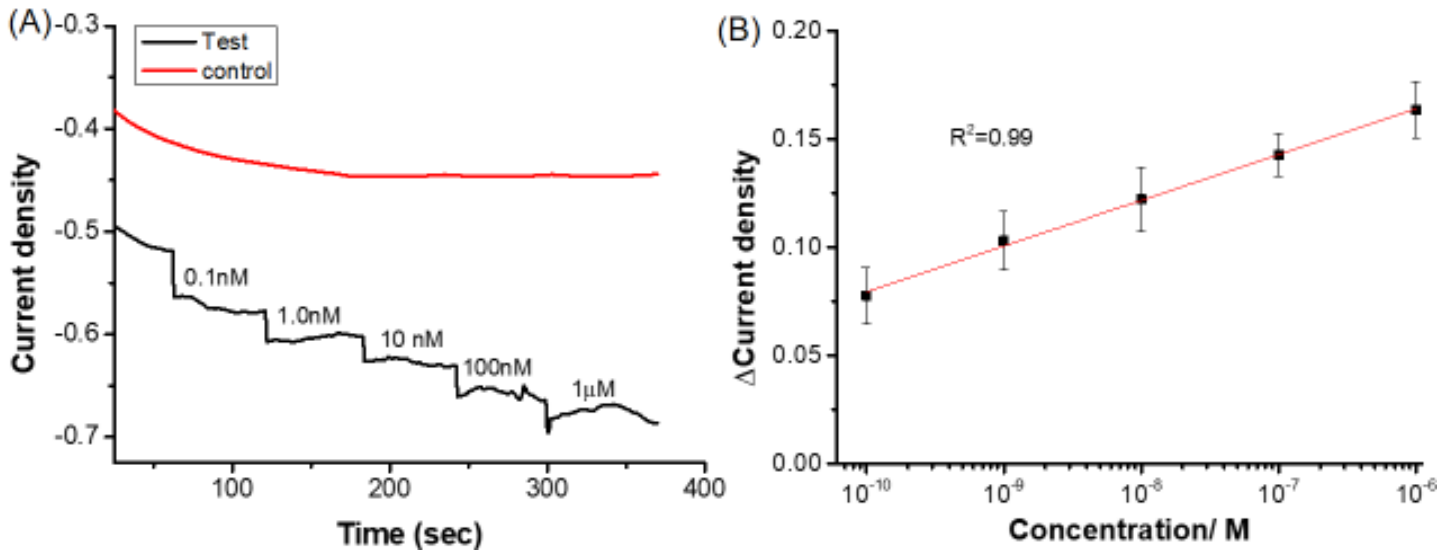 (A)
Test
control
Current density
-0.3
-0.4
-0.5
-0.6
-0.7
0.1nM
1.0nM
10 nM
100nM
1μM
100
200
300
400
Time (sec)
(B)
ΔCurrent density
0.20
0.15
0.10
0.05
0.00
R²=0.99
10⁻¹⁰
10⁻⁹
10⁻⁸
10⁻⁷
10⁻⁶
Concentration/ M